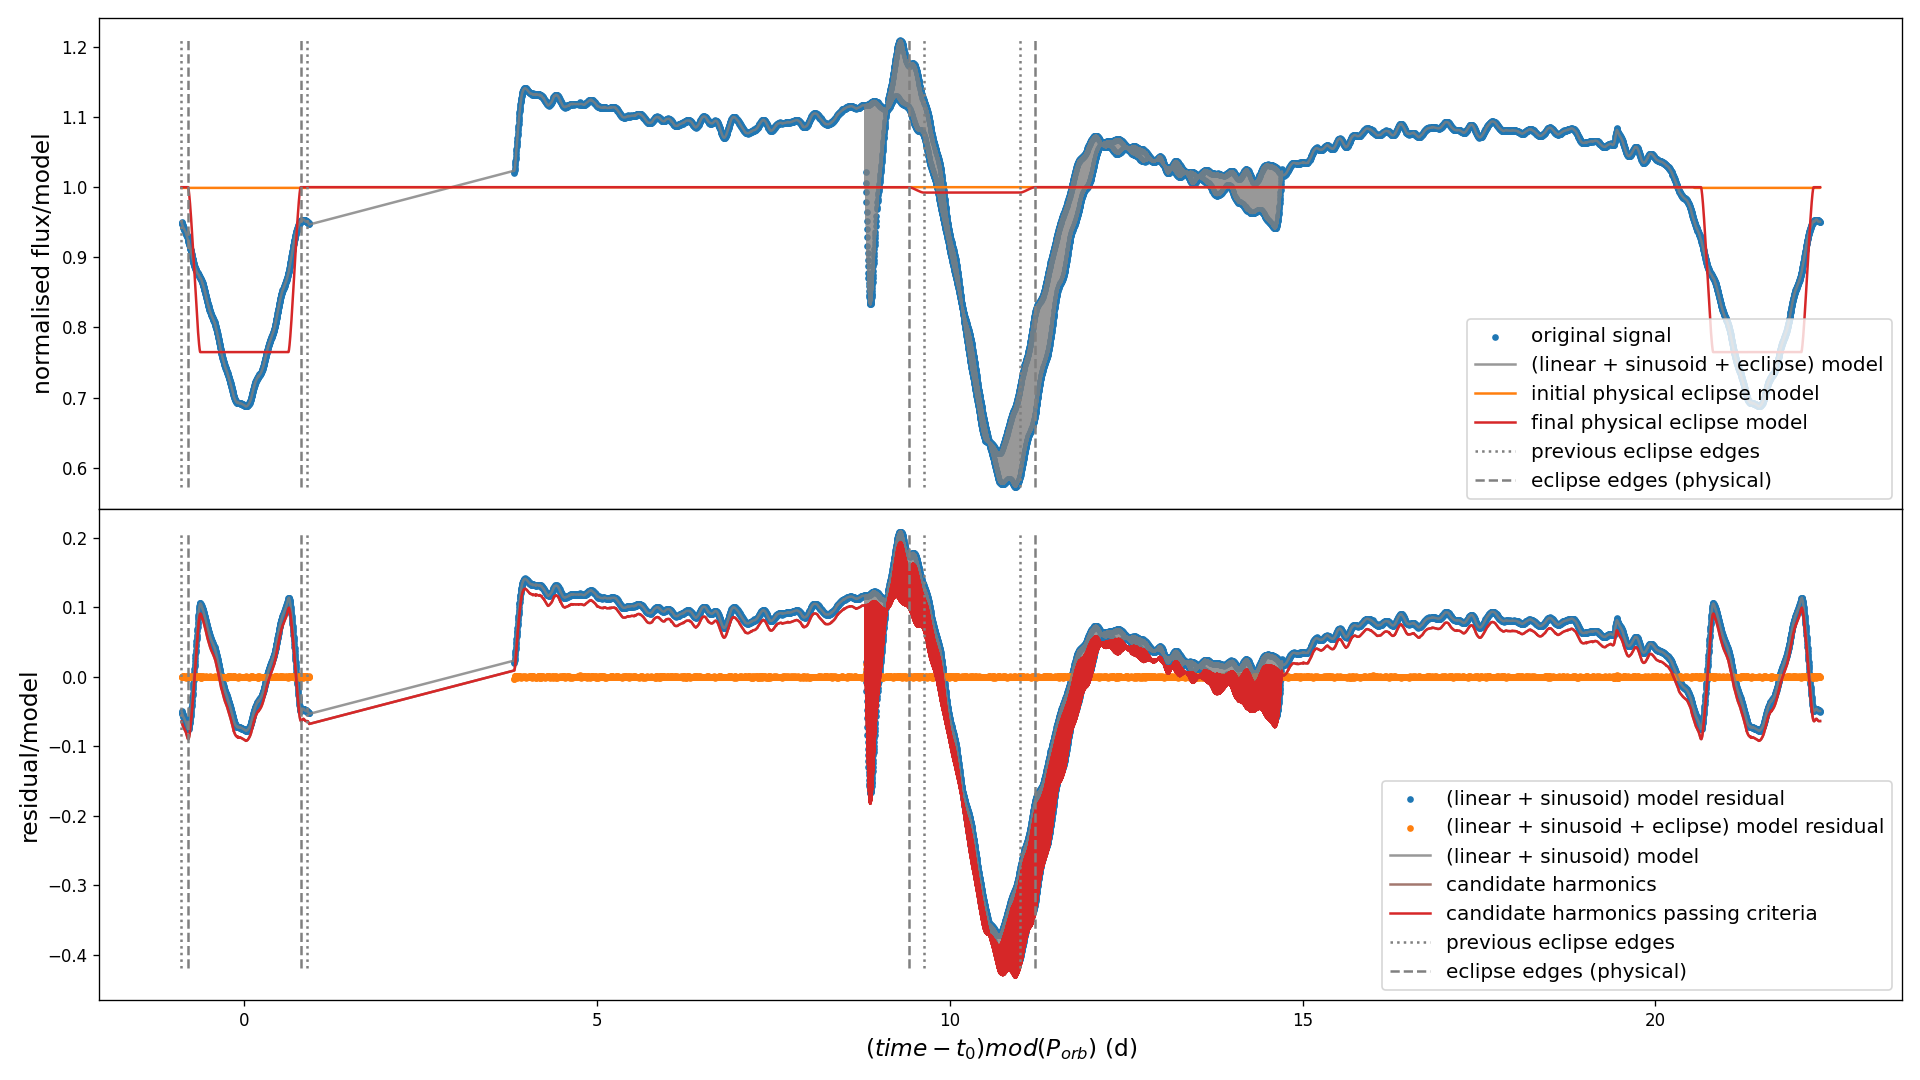 1.2
1.1
1.0
0.9
0.8
0.7
0.6
normalised flux/model
original signal
(linear + sinusoid + eclipse) model
initial physical eclipse model
final physical eclipse model
previous eclipse edges
eclipse edges (physical)
0.2
0.1
0.0
−0.1
−0.2
−0.3
−0.4
residual/model
(linear + sinusoid) model residual
(linear + sinusoid + eclipse) model residual
(linear + sinusoid) model
candidate harmonics
candidate harmonics passing criteria
previous eclipse edges
eclipse edges (physical)
0 5 10 15 20
(time − t₀)mod(P_orb) (d)